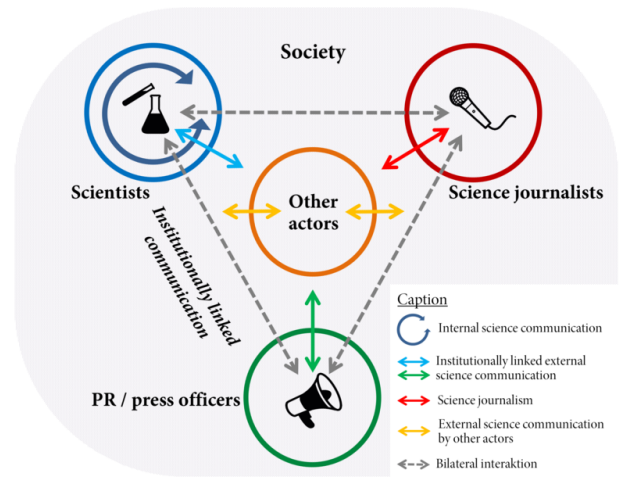 Society
Scientists
Science journalists
Other
actors
Institutionally linked
communication
PR / press officers
Caption
Internal science communication
Institutionally linked external
science communication
Science journalism
External science communication
by other actors
Bilateral interaktion